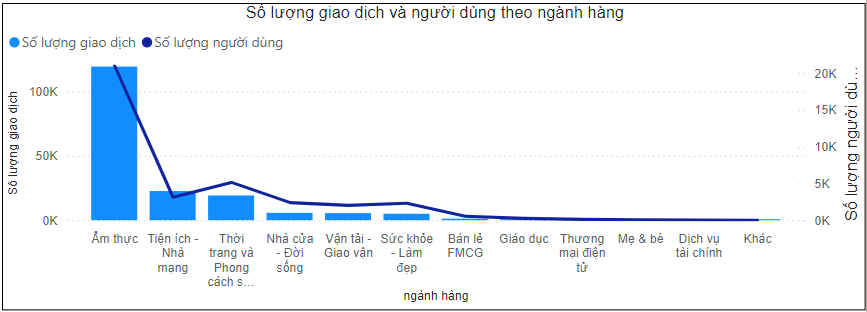 Số lượng giao dịch và người dùng theo ngành hàng
Số lượng giao dịch Số lượng người dùng
Số lượng giao dịch
100K
50K
0K
20K
15K
10K
5K
0K
Số lượng người dù...
Ẩm thực
Tiện ích -
Nhà
mạng
Thời
trang và
Phong
cách s...
Nhà cửa
- Đời
sống
Vận tải -
Giao vận
Sức khỏe
- Làm
đẹp
Bán lẻ
FMCG
Giáo dục
Thương
mại điện
tử
Mẹ & bé
Dịch vụ
tài chính
Khác
ngành hàng